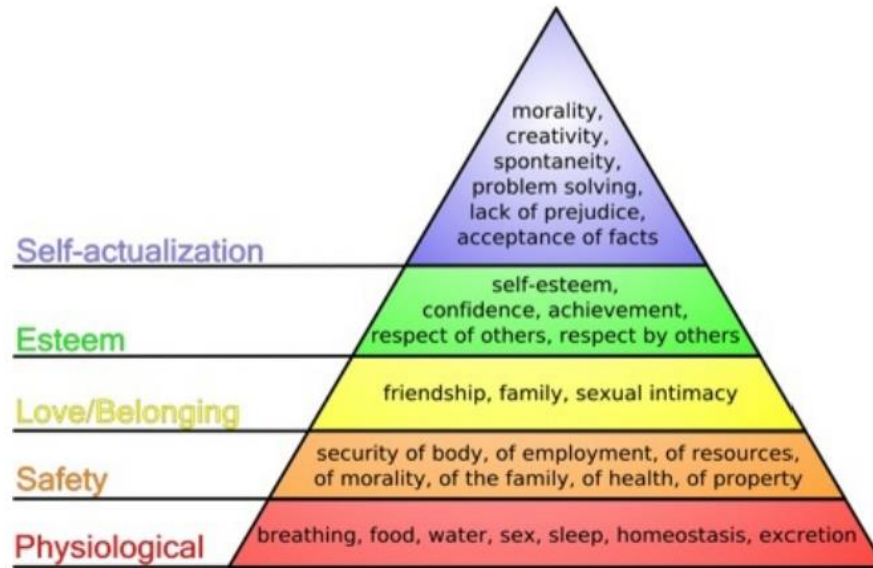 morality,
creativity,
spontaneity,
problem solving,
lack of prejudice,
acceptance of facts
Self-actualization
self-esteem,
confidence, achievement,
respect of others, respect by others
Esteem
friendship, family, sexual intimacy
Love/Belonging
security of body, of employment, of resources,
of morality, of the family, of health, of property
Safety
breathing, food, water, sex, sleep, homeostasis, excretion
Physiological